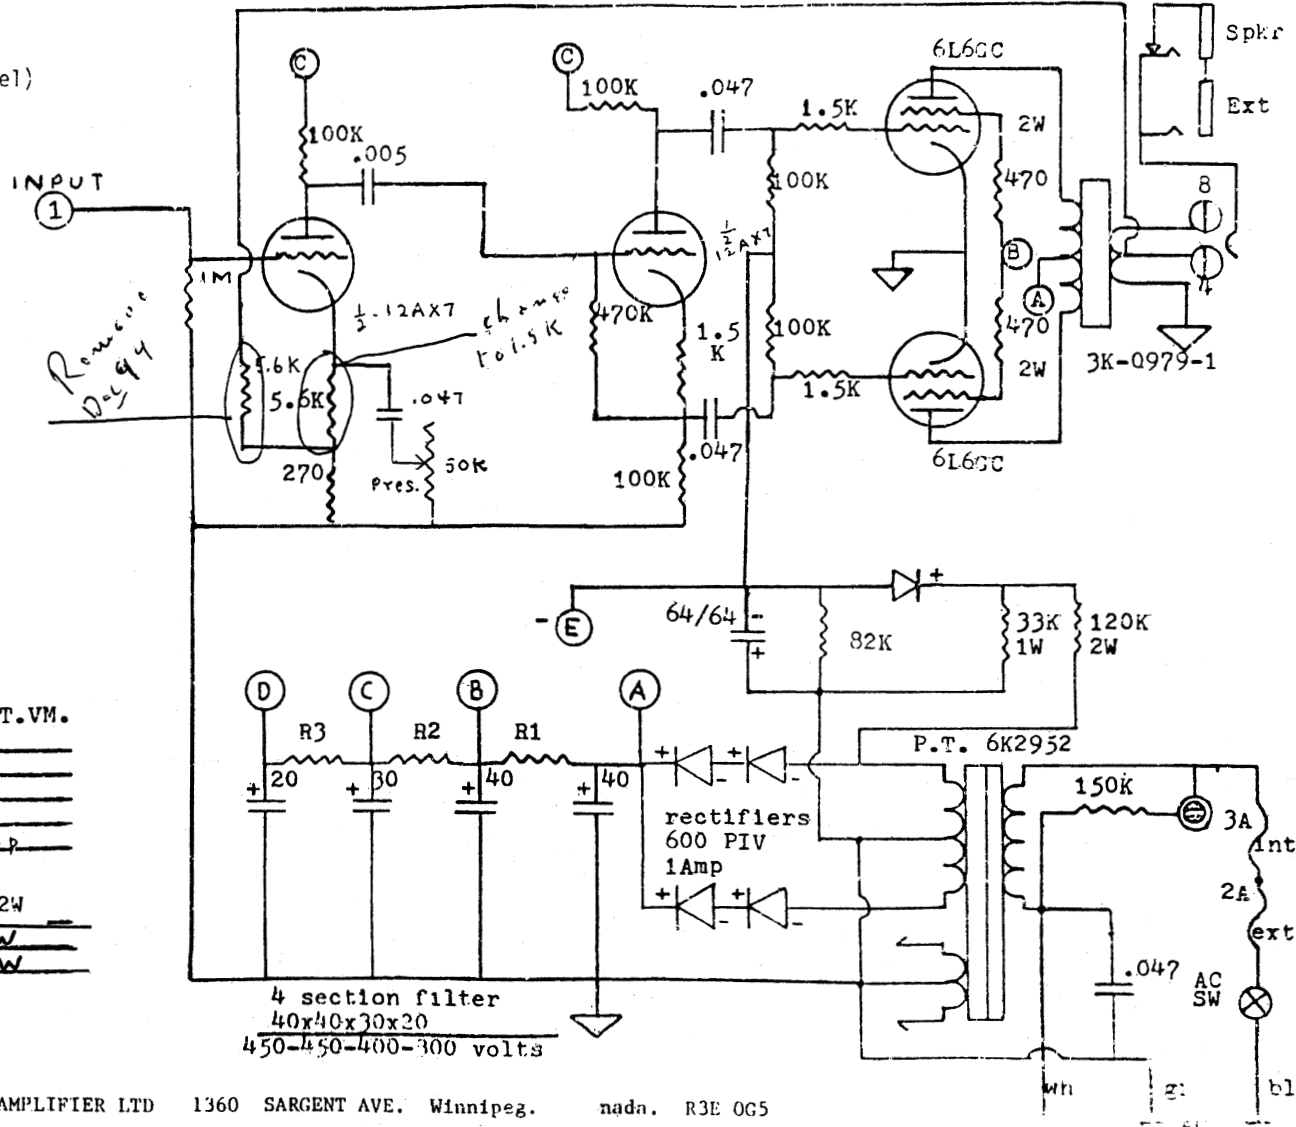 Spkr
6L6GC
el)
C
C
100K
.047
1.5K
Ext
2W
100K
.005
INPUT
1
100K
470
8
½ 12AX7
B
1M
A
4
½-12AX7
change
to 1.5K
470K
1.5
K
100K
470
2W
3K-0979-1
Remove
Dec 94
5.6K
5.6K
.047
1.5K
.047
6L6GC
270
Pres.
50K
100K
+
- E
64/64 -
+
82K
33K
1W
120K
2W
D
C
B
A
T.VM.
R3
R2
R1
P.T. 6K2952
+ 20
+ 30
+ 40
+ 40
+ - + -
150K
3A
int
rectifiers
600 PIV
1Amp
2A
ext
+ - + -
2W
W
W
.047
AC
SW
4 section filter
40x40x30x20
450-450-400-300 volts
wh
bl
AMPLIFIER LTD 1360 SARGENT AVE. Winnipeg. nada. R3E 0G5